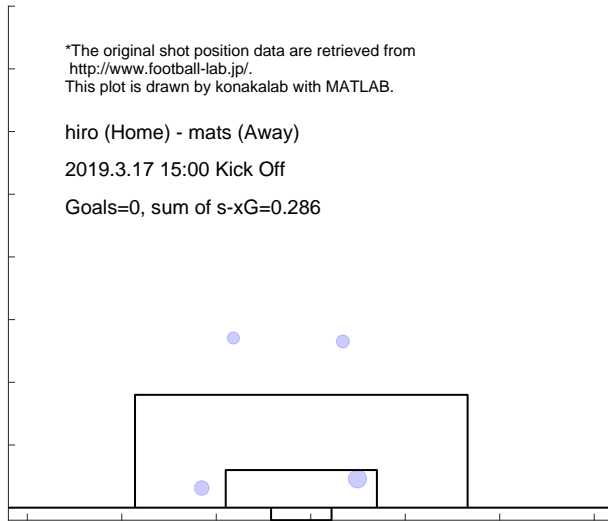 *The original shot position data are retrieved from
http://www.football-lab.jp/.
This plot is drawn by konakalab with MATLAB.
hiro (Home) - mats (Away)
2019.3.17 15:00 Kick Off
Goals=0, sum of s-xG=0.286